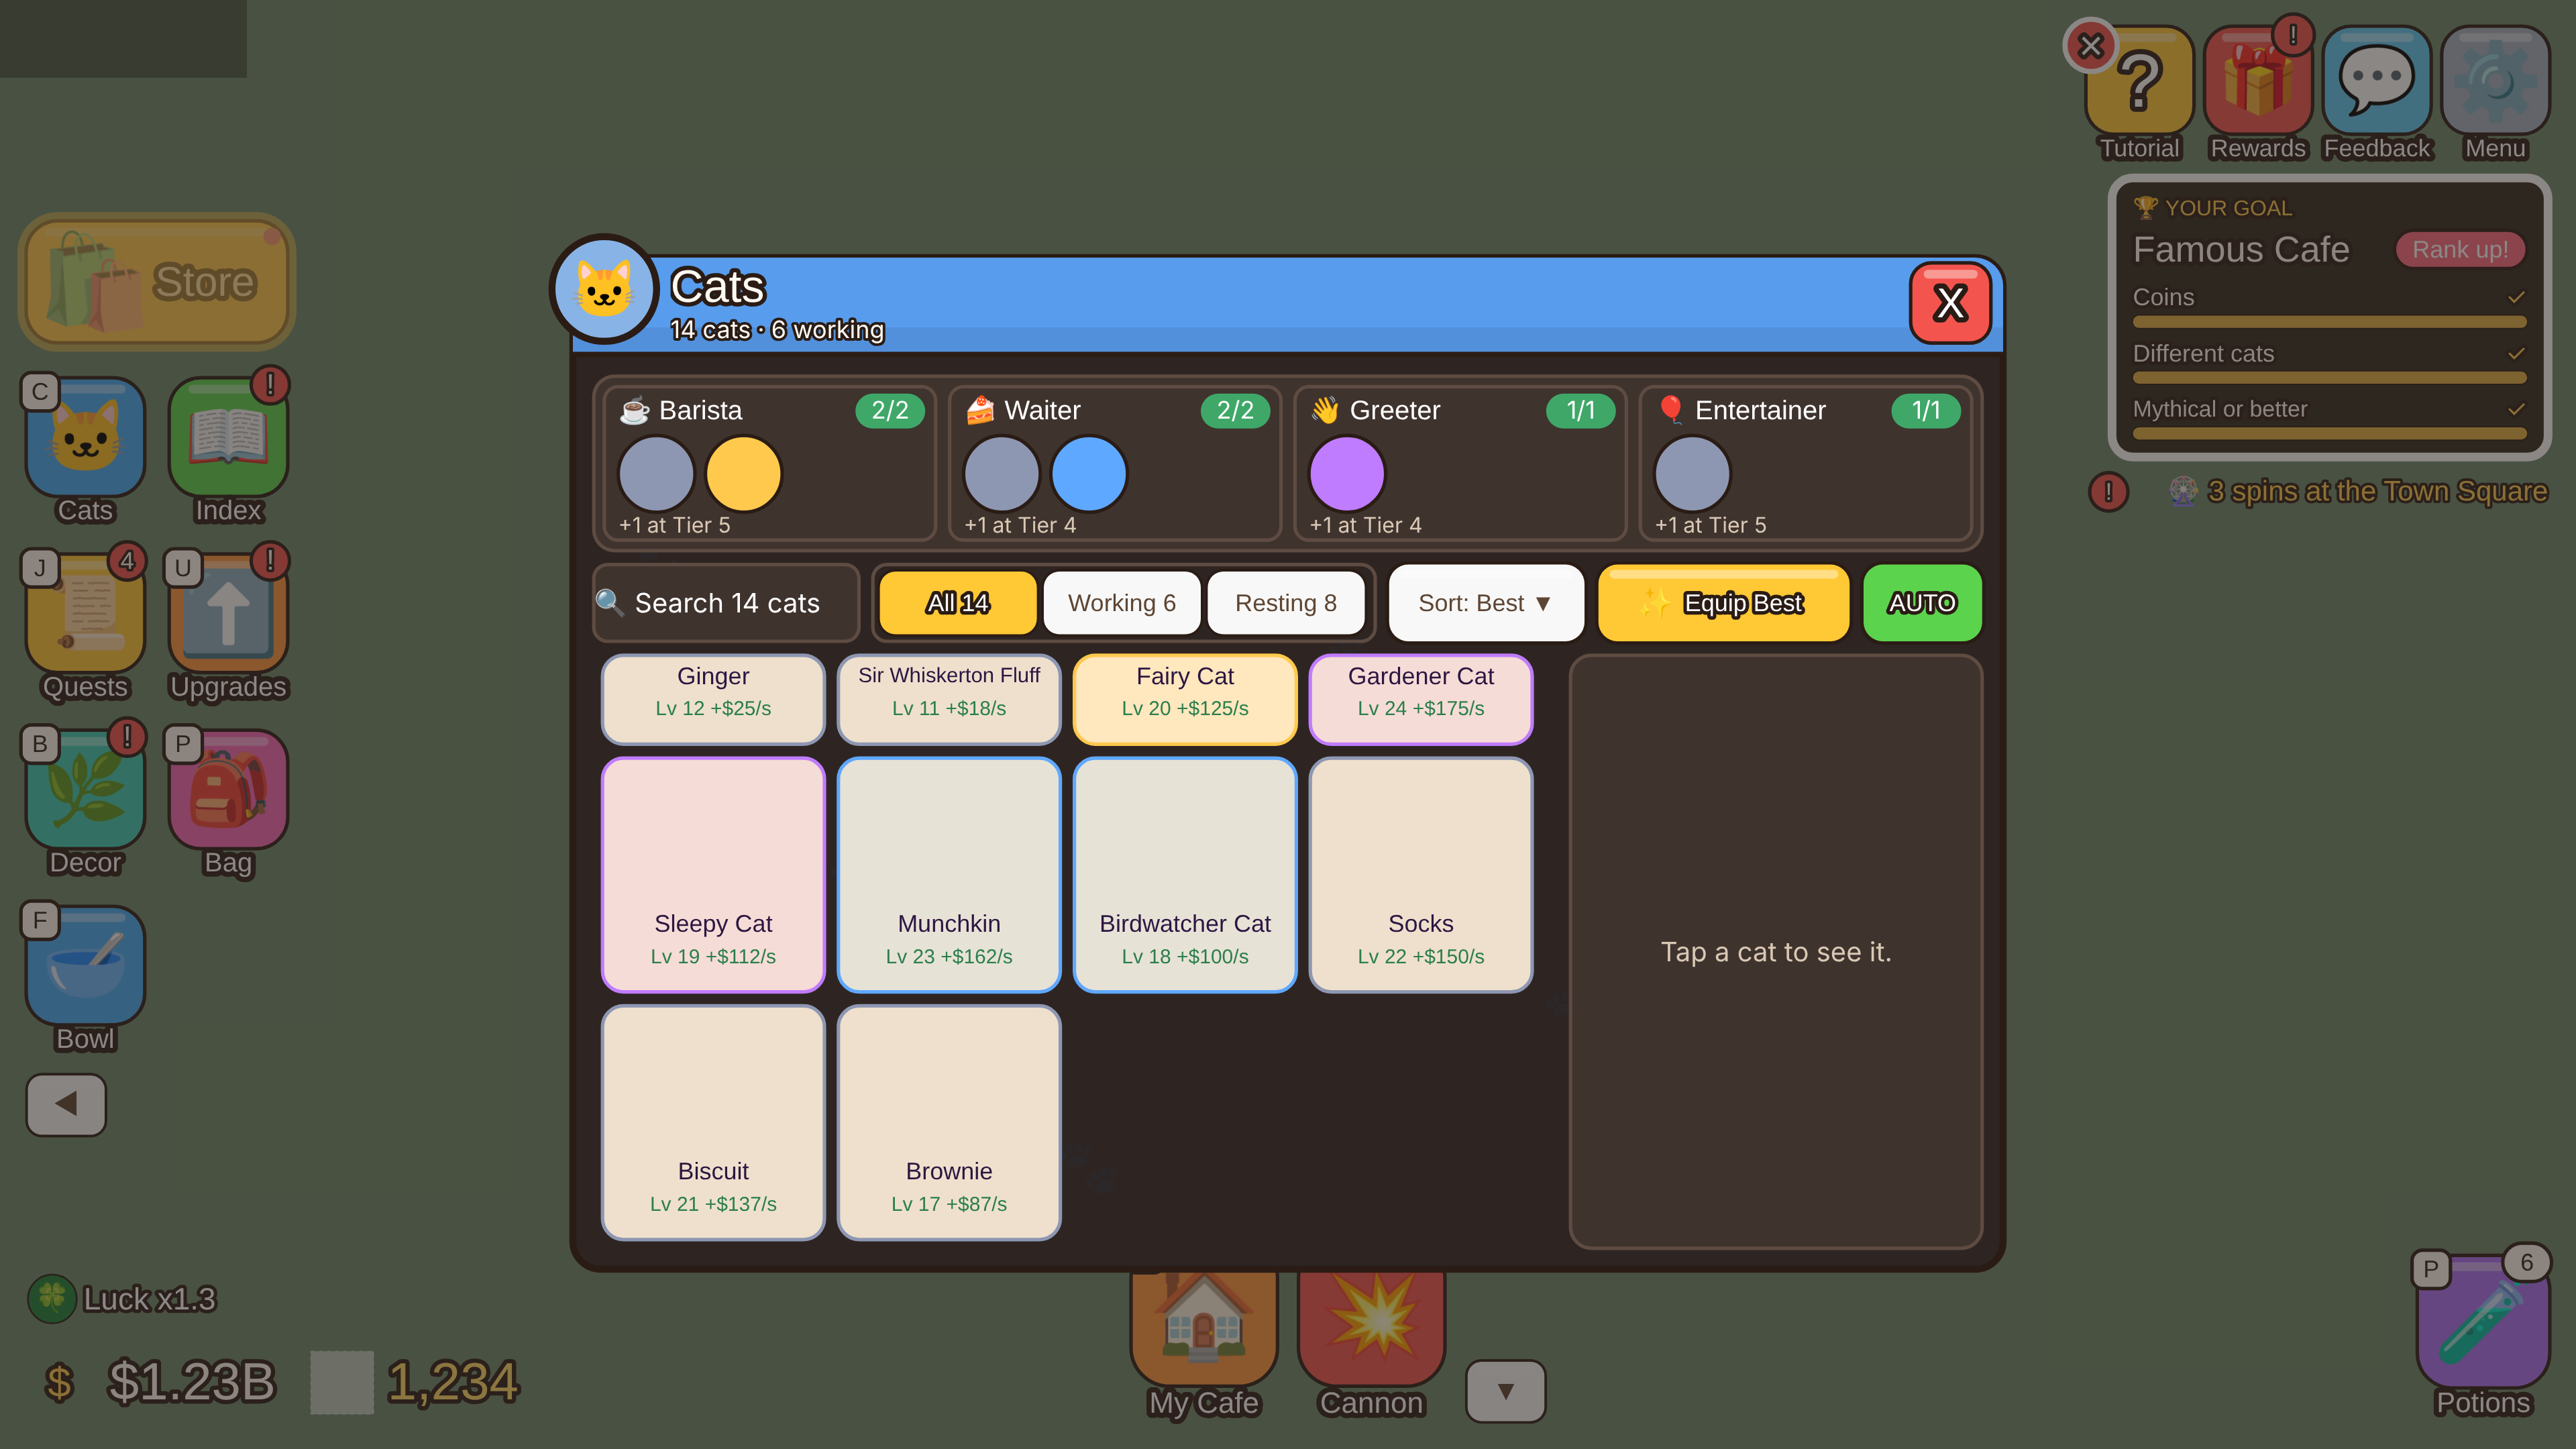 ?
!
Tutorial
Rewards
Feedback
Menu
🏆 YOUR GOAL
Famous Cafe
Rank up!
Coins ✓
Different cats ✓
Mythical or better ✓
!
3 spins at the Town Square
Store
C
Cats
!
Index
J
4
Quests
U
!
Upgrades
B
!
Decor
P
Bag
F
Bowl
◀
Cats
14 cats · 6 working
X
Barista 2/2
+1 at Tier 5
Waiter 2/2
+1 at Tier 4
Greeter 1/1
+1 at Tier 4
Entertainer 1/1
+1 at Tier 5
Search 14 cats
All 14
Working 6
Resting 8
Sort: Best ▼
Equip Best
AUTO
Ginger
Lv 12 +$25/s
Sir Whiskerton Fluff
Lv 11 +$18/s
Fairy Cat
Lv 20 +$125/s
Gardener Cat
Lv 24 +$175/s
Sleepy Cat
Lv 19 +$112/s
Munchkin
Lv 23 +$162/s
Birdwatcher Cat
Lv 18 +$100/s
Socks
Lv 22 +$150/s
Biscuit
Lv 21 +$137/s
Brownie
Lv 17 +$87/s
Tap a cat to see it.
Luck x1.3
$ $1.23B
1,234
My Cafe
Cannon
▼
P
6
Potions